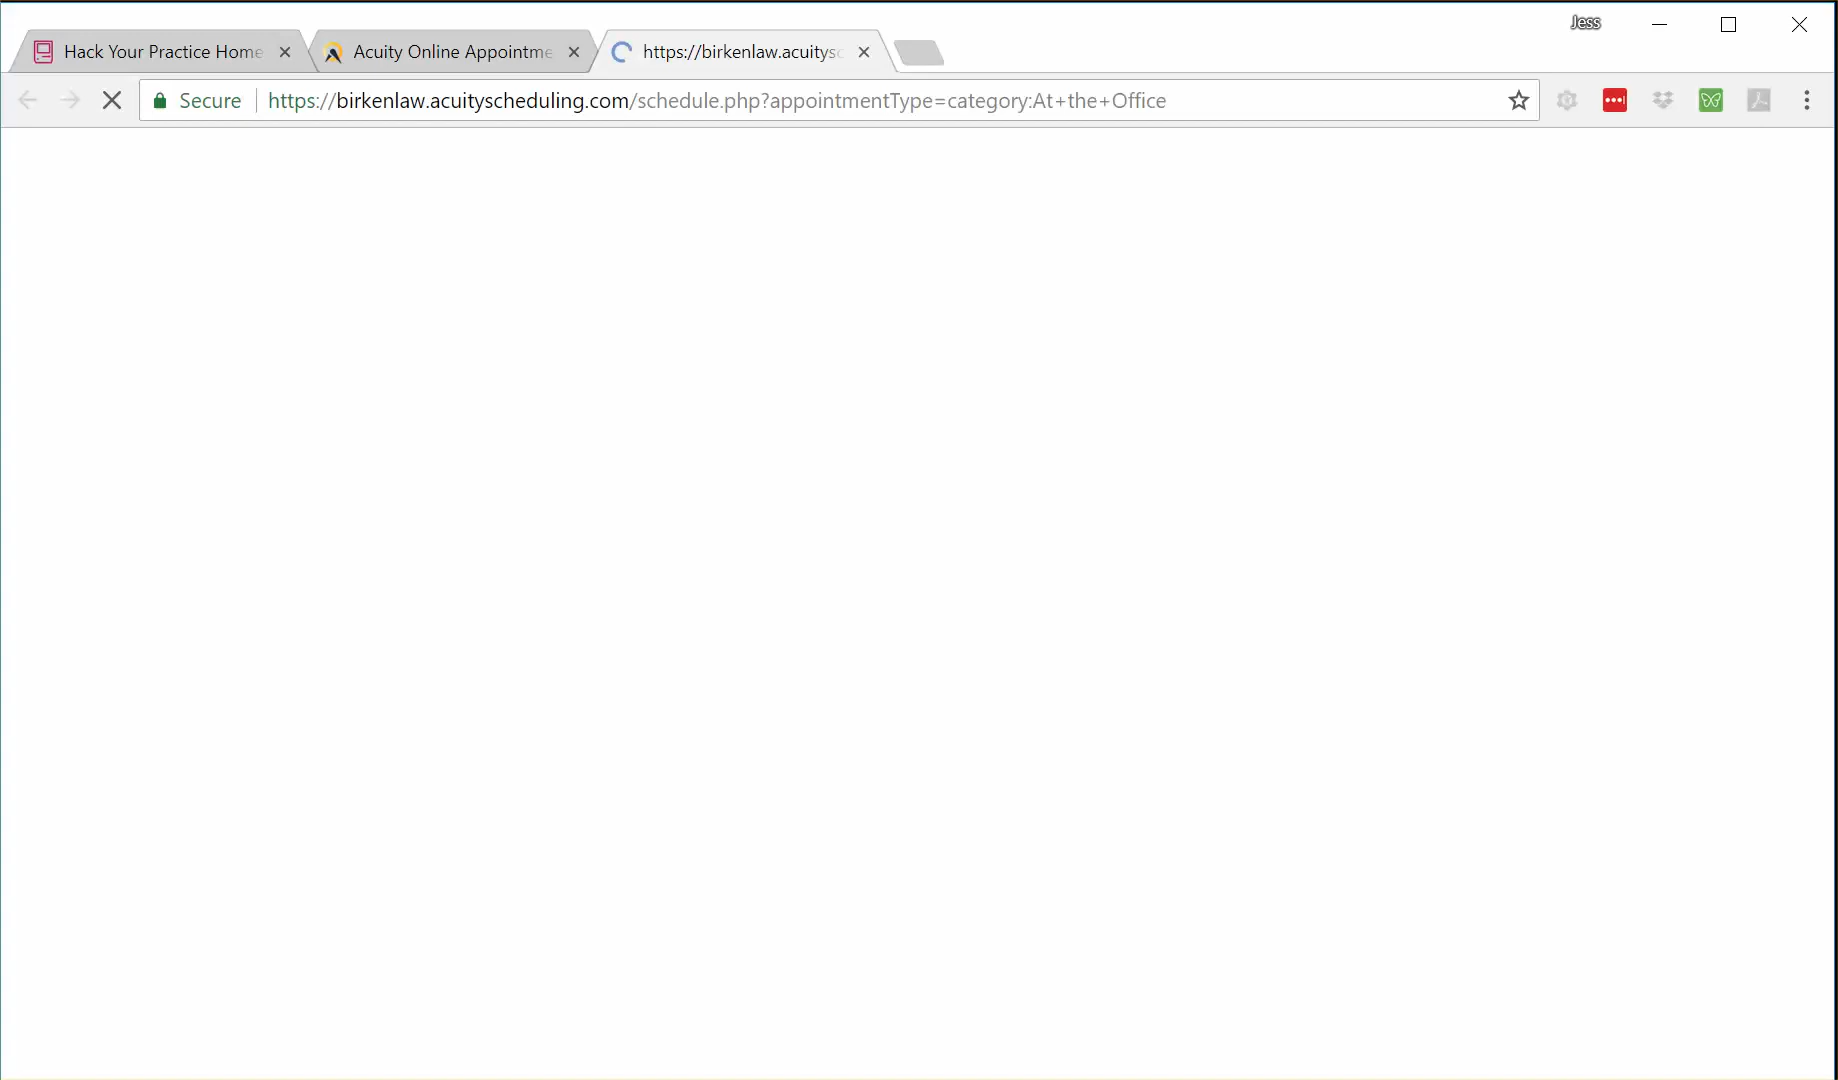 Jess
Hack Your Practice Home
Acuity Online Appointme
https://birkenlaw.acuitysc
Secure
https://birkenlaw.acuityscheduling.com/schedule.php?appointmentType=category:At+the+Office